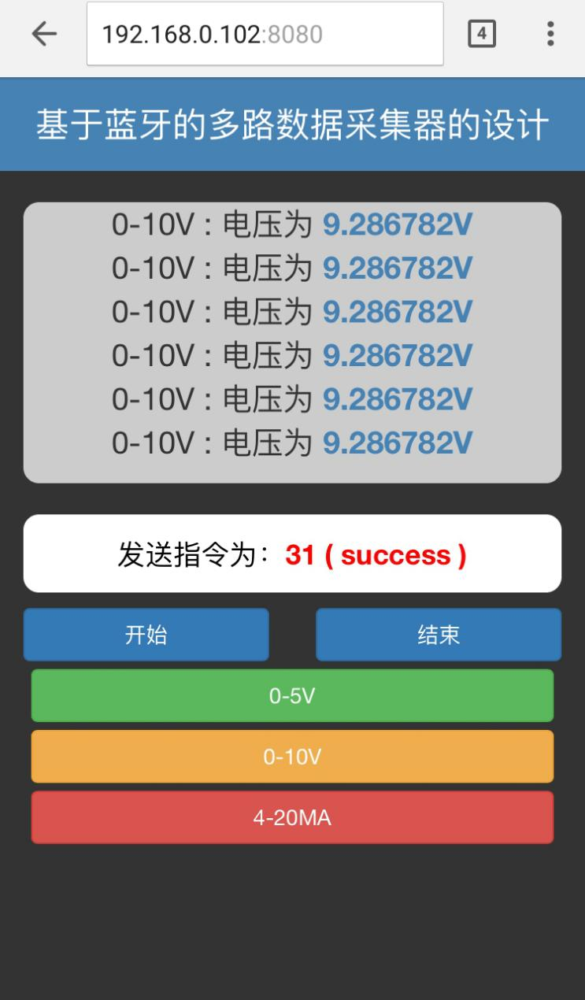 192.168.0.102:8080
4
基于蓝牙的多路数据采集器的设计
0-10V : 电压为 9.286782V
0-10V : 电压为 9.286782V
0-10V : 电压为 9.286782V
0-10V : 电压为 9.286782V
0-10V : 电压为 9.286782V
0-10V : 电压为 9.286782V
发送指令为：31 ( success )
开始
结束
0-5V
0-10V
4-20MA